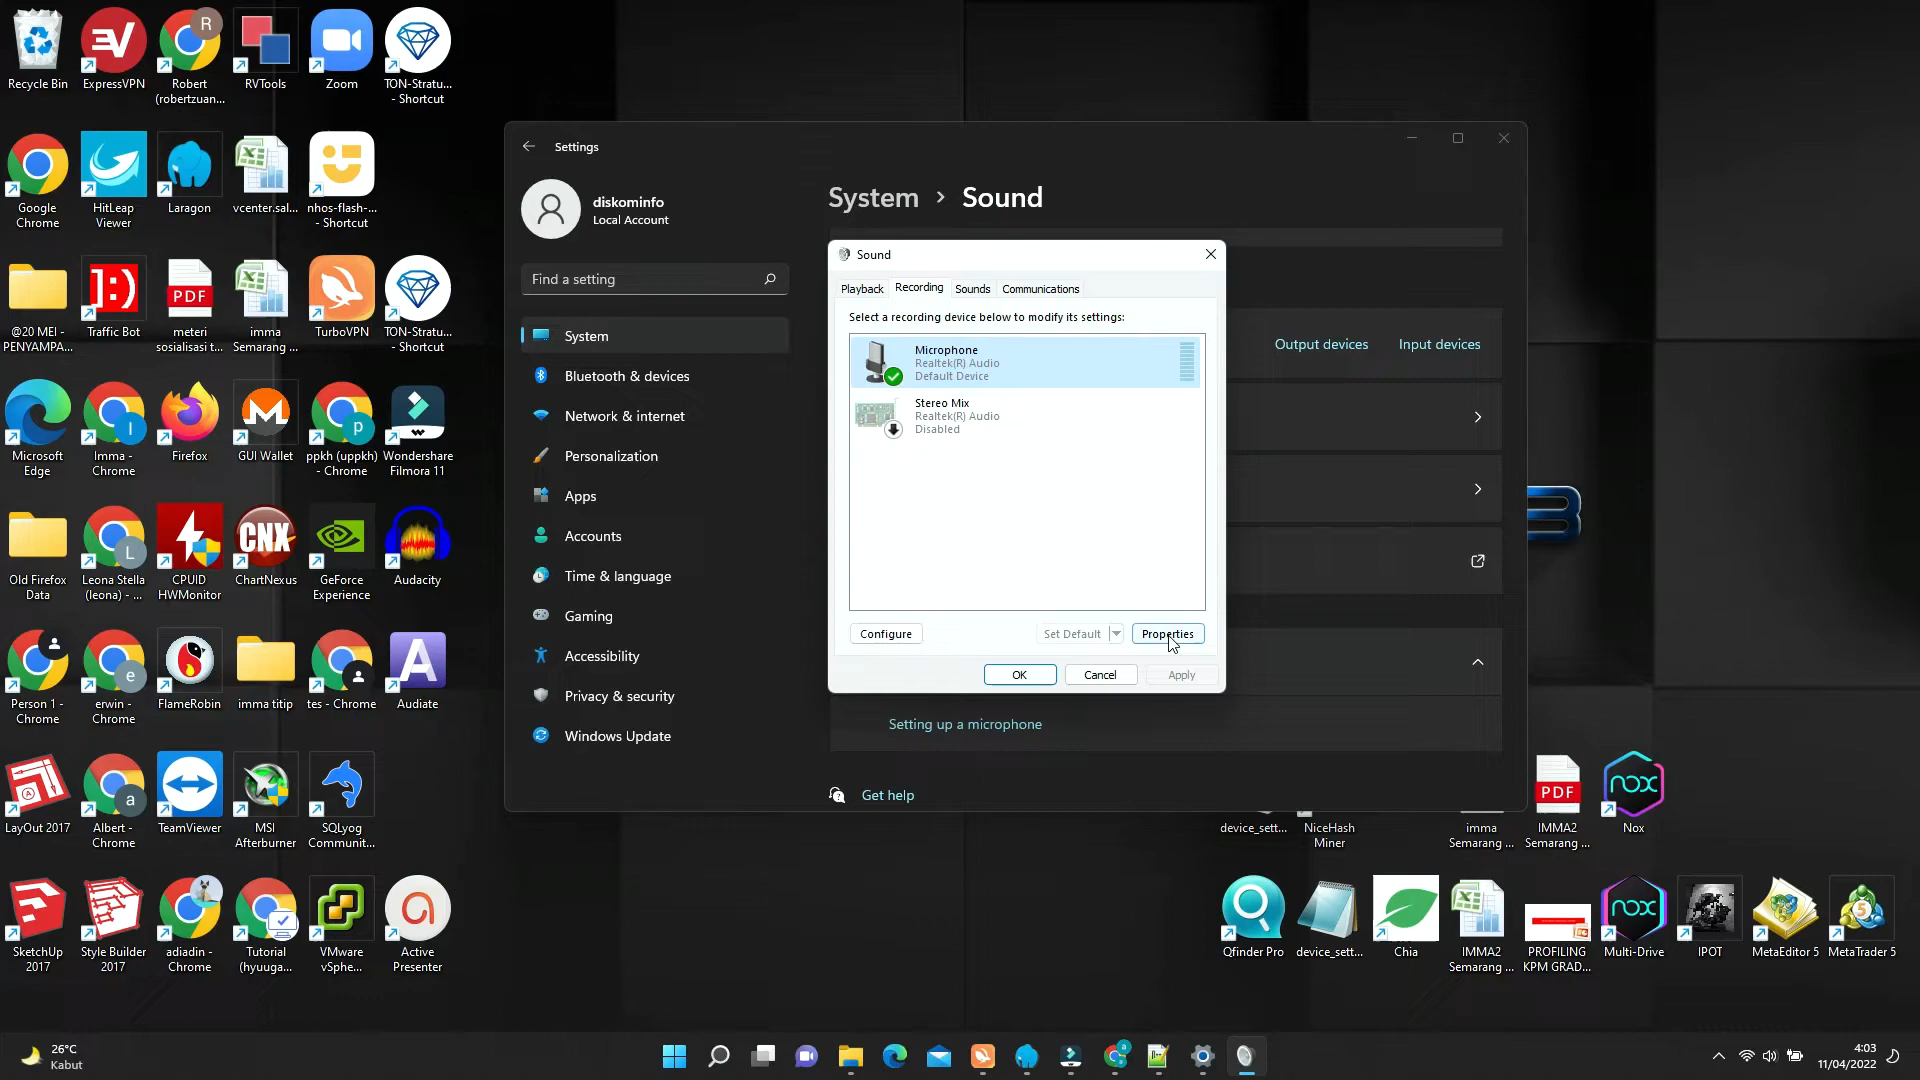 Recycle Bin
ExpressVPN
Robert
(robertzuan...
RVTools
Zoom
TON-Stratu...
- Shortcut
Google
Chrome
HitLeap
Viewer
Laragon
vcenter.sal...
nhos-flash-...
- Shortcut
@20 MEI -
PENYAMPA...
Traffic Bot
meteri
sosialisasi t...
imma
Semarang ...
TurboVPN
TON-Stratu...
- Shortcut
Microsoft
Edge
Imma -
Chrome
Firefox
GUI Wallet
ppkh (uppkh)
- Chrome
Wondershare
Filmora 11
Old Firefox
Data
Leona Stella
(leona) - ...
CPUID
HWMonitor
ChartNexus
GeForce
Experience
Audacity
Person 1 -
Chrome
erwin -
Chrome
FlameRobin
imma titip
tes - Chrome
Audiate
LayOut 2017
Albert -
Chrome
TeamViewer
MSI
Afterburner
SQLyog
Communit...
SketchUp
2017
Style Builder
2017
adiadin -
Chrome
Tutorial
(hyuuga...
VMware
vSphe...
Active
Presenter
Settings
diskominfo
Local Account
Find a setting
System
Bluetooth & devices
Network & internet
Personalization
Apps
Accounts
Time & language
Gaming
Accessibility
Privacy & security
Windows Update
System > Sound
Output devices
Input devices
Setting up a microphone
Get help
Sound
Playback
Recording
Sounds
Communications
Select a recording device below to modify its settings:
Microphone
Realtek(R) Audio
Default Device
Stereo Mix
Realtek(R) Audio
Disabled
Configure
Set Default
Properties
OK
Cancel
Apply
device_sett...
NiceHash
Miner
imma
Semarang ...
IMMA2
Semarang ...
Nox
Qfinder Pro
device_sett...
Chia
IMMA2
Semarang ...
PROFILING
KPM GRAD...
Multi-Drive
IPOT
MetaEditor 5
MetaTrader 5
EV
R
PDF
I
p
CNX
L
e
A
a
PDF
nox
nox
5
a
26°C
Kabut
4:03
11/04/2022